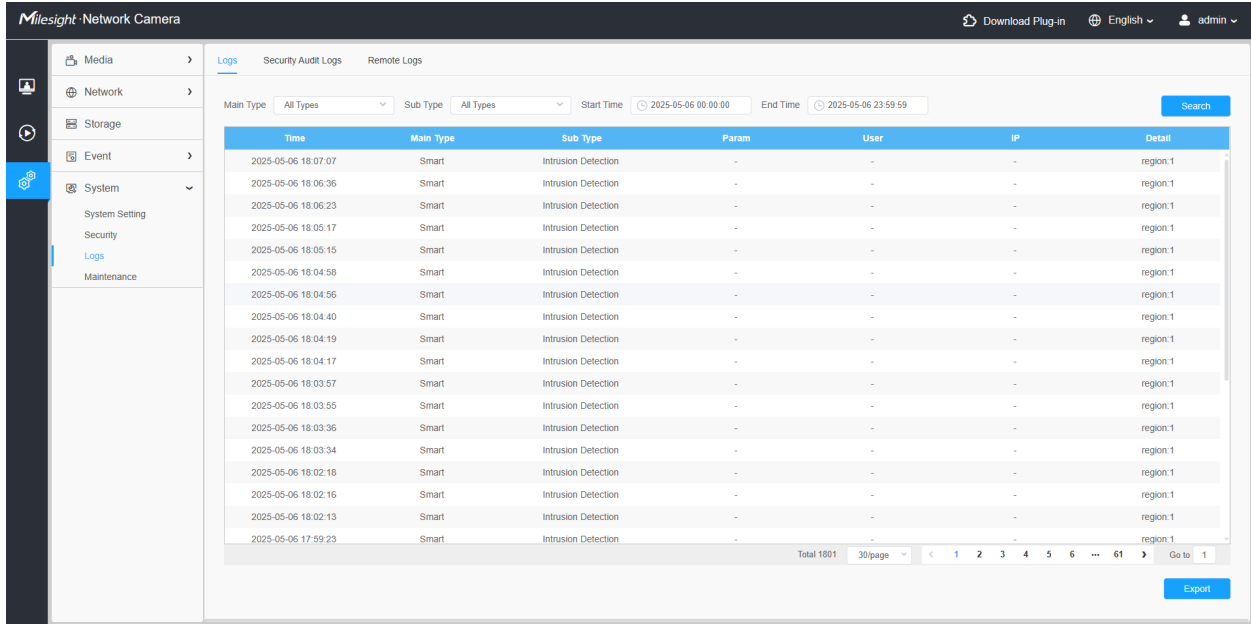 Milesight · Network Camera
Download Plug-in
English
admin
Media
Network
Storage
Event
System
System Setting
Security
Logs
Maintenance
Logs Security Audit Logs Remote Logs
Main Type All Types Sub Type All Types Start Time 2025-05-06 00:00:00 End Time 2025-05-06 23:59:59 Search
Time Main Type Sub Type Param User IP Detail
2025-05-06 18:07:07 Smart Intrusion Detection - - - region:1
2025-05-06 18:06:36 Smart Intrusion Detection - - - region:1
2025-05-06 18:06:23 Smart Intrusion Detection - - - region:1
2025-05-06 18:05:17 Smart Intrusion Detection - - - region:1
2025-05-06 18:05:15 Smart Intrusion Detection - - - region:1
2025-05-06 18:04:58 Smart Intrusion Detection - - - region:1
2025-05-06 18:04:56 Smart Intrusion Detection - - - region:1
2025-05-06 18:04:40 Smart Intrusion Detection - - - region:1
2025-05-06 18:04:19 Smart Intrusion Detection - - - region:1
2025-05-06 18:04:17 Smart Intrusion Detection - - - region:1
2025-05-06 18:03:57 Smart Intrusion Detection - - - region:1
2025-05-06 18:03:55 Smart Intrusion Detection - - - region:1
2025-05-06 18:03:36 Smart Intrusion Detection - - - region:1
2025-05-06 18:03:34 Smart Intrusion Detection - - - region:1
2025-05-06 18:02:18 Smart Intrusion Detection - - - region:1
2025-05-06 18:02:16 Smart Intrusion Detection - - - region:1
2025-05-06 18:02:13 Smart Intrusion Detection - - - region:1
2025-05-06 17:59:23 Smart Intrusion Detection - - - region:1
Total 1801 30/page < 1 2 3 4 5 6 ··· 61 > Go to 1
Export